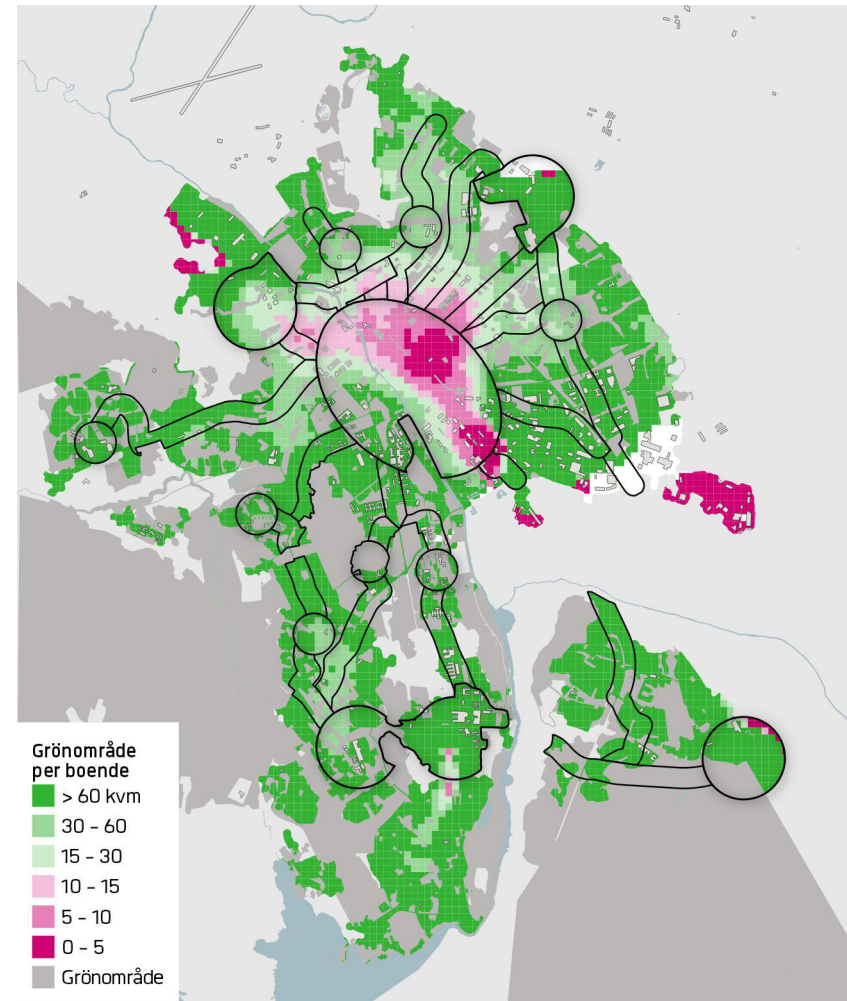 Grönområde
per boende
> 60 kvm
30 - 60
15 - 30
10 - 15
5 - 10
0 - 5
Grönområde